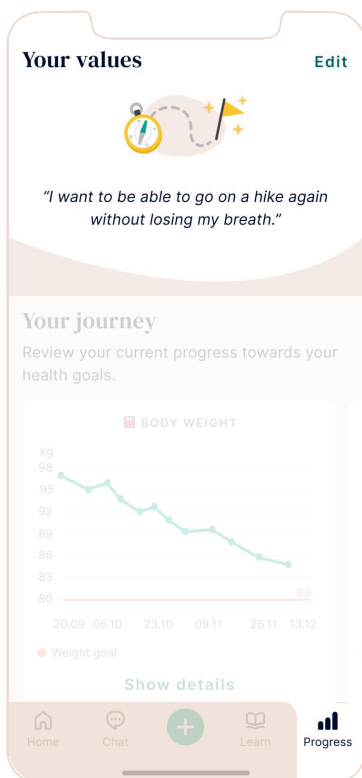 Your values
Edit
“I want to be able to go on a hike again
without losing my breath.”
Your journey
Review your current progress towards your
health goals.
BODY WEIGHT
kg
98
95
92
89
86
83
80
80
20.09 06.10 23.10 09.11 26.11 13.12
Weight goal
Show details
Home Chat Learn Progress